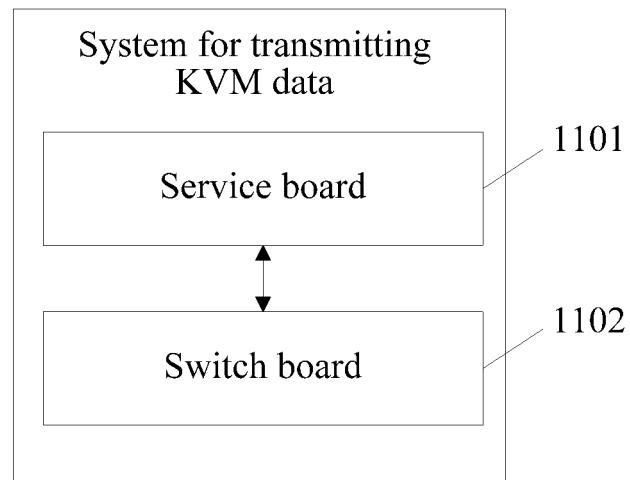 System for transmitting
KVM data
1101
Service board
1102
Switch board